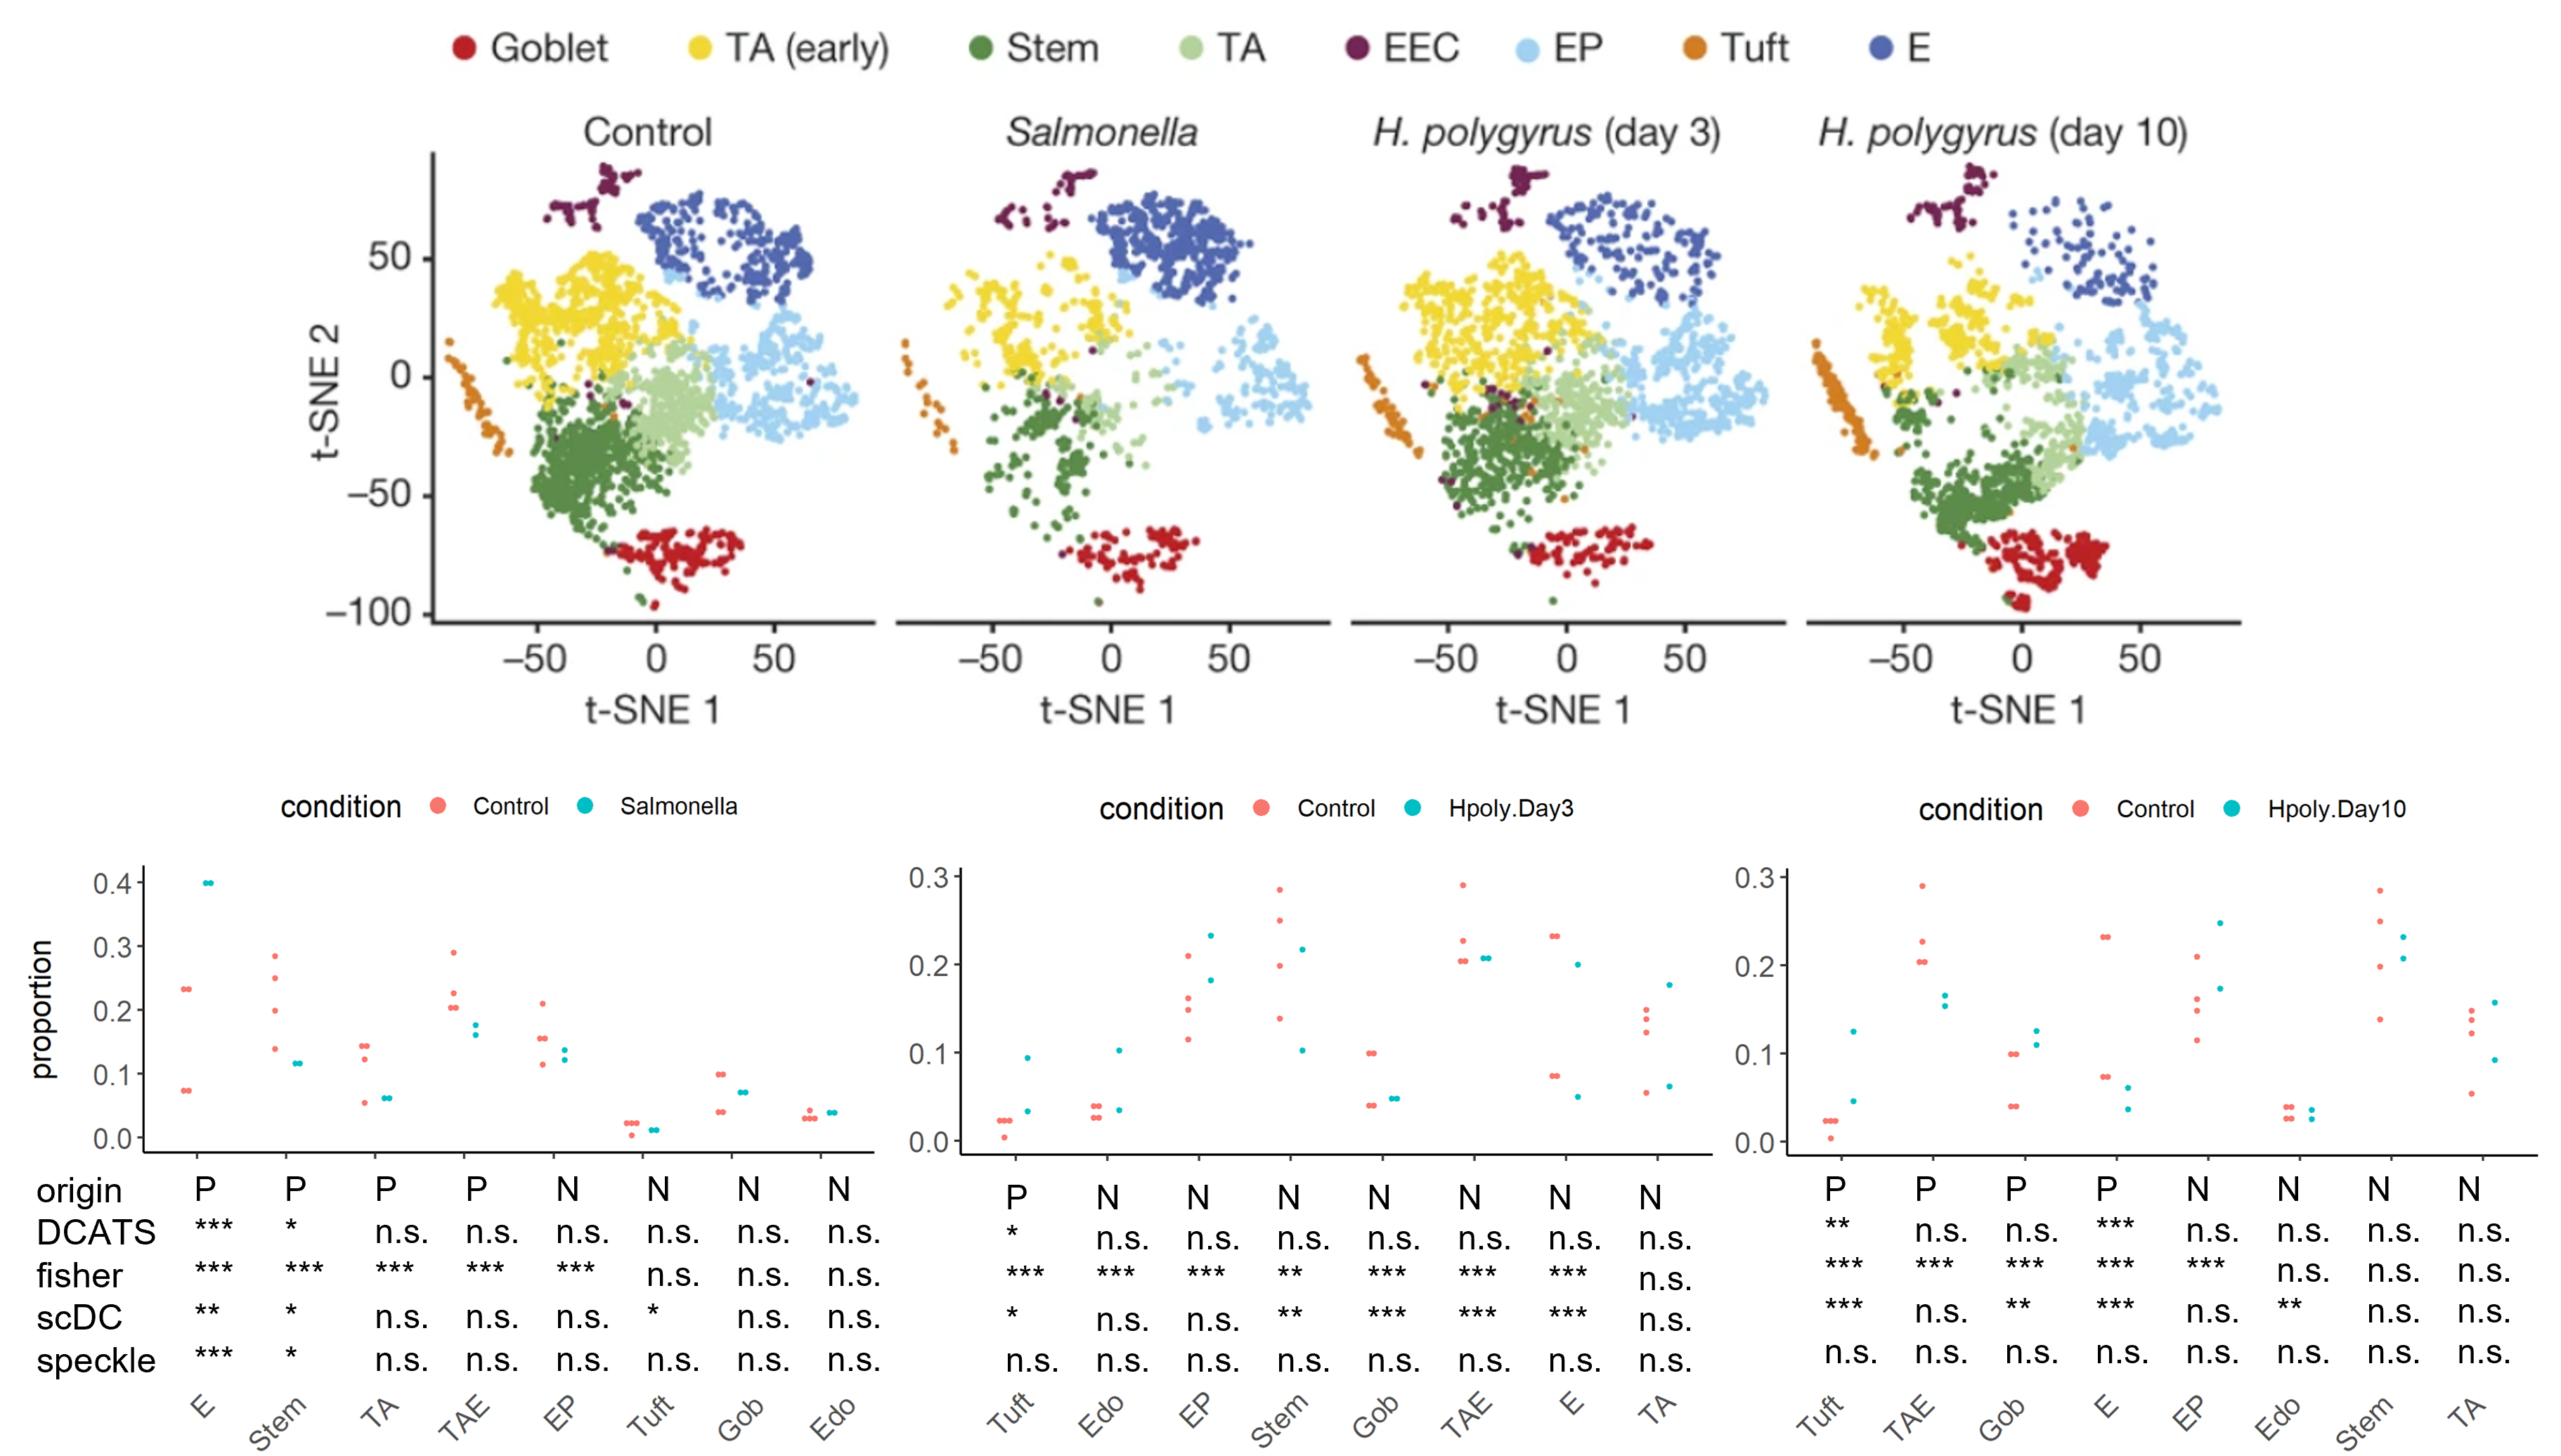 Goblet TA (early) Stem TA EEC EP Tuft E
Control Salmonella H. polygyrus (day 3) H. polygyrus (day 10)
t-SNE 2
50
0
−50
−100
−50 0 50 −50 0 50 −50 0 50 −50 0 50
t-SNE 1 t-SNE 1 t-SNE 1 t-SNE 1
condition Control Salmonella
condition Control Hpoly.Day3
condition Control Hpoly.Day10
proportion
0.4
0.3
0.2
0.1
0.0
0.3
0.2
0.1
0.0
0.3
0.2
0.1
0.0
origin P P P P N N N N P N N N N N N N P P P P N N N N
DCATS *** * n.s. n.s. n.s. n.s. n.s. n.s. * n.s. n.s. n.s. n.s. n.s. n.s. n.s. ** n.s. n.s. *** n.s. n.s. n.s. n.s.
fisher *** *** *** *** *** n.s. n.s. n.s. *** *** *** ** *** *** *** n.s. *** *** *** *** *** n.s. n.s. n.s.
scDC ** * n.s. n.s. n.s. * n.s. n.s. * n.s. n.s. ** *** *** *** n.s. *** n.s. ** *** n.s. ** n.s. n.s.
speckle *** * n.s. n.s. n.s. n.s. n.s. n.s. n.s. n.s. n.s. n.s. n.s. n.s. n.s. n.s. n.s. n.s. n.s. n.s. n.s. n.s. n.s. n.s.
E Stem TA TAE EP Tuft Gob Edo Tuft Edo EP Stem Gob TAE E TA Tuft TAE Gob E EP Edo Stem TA